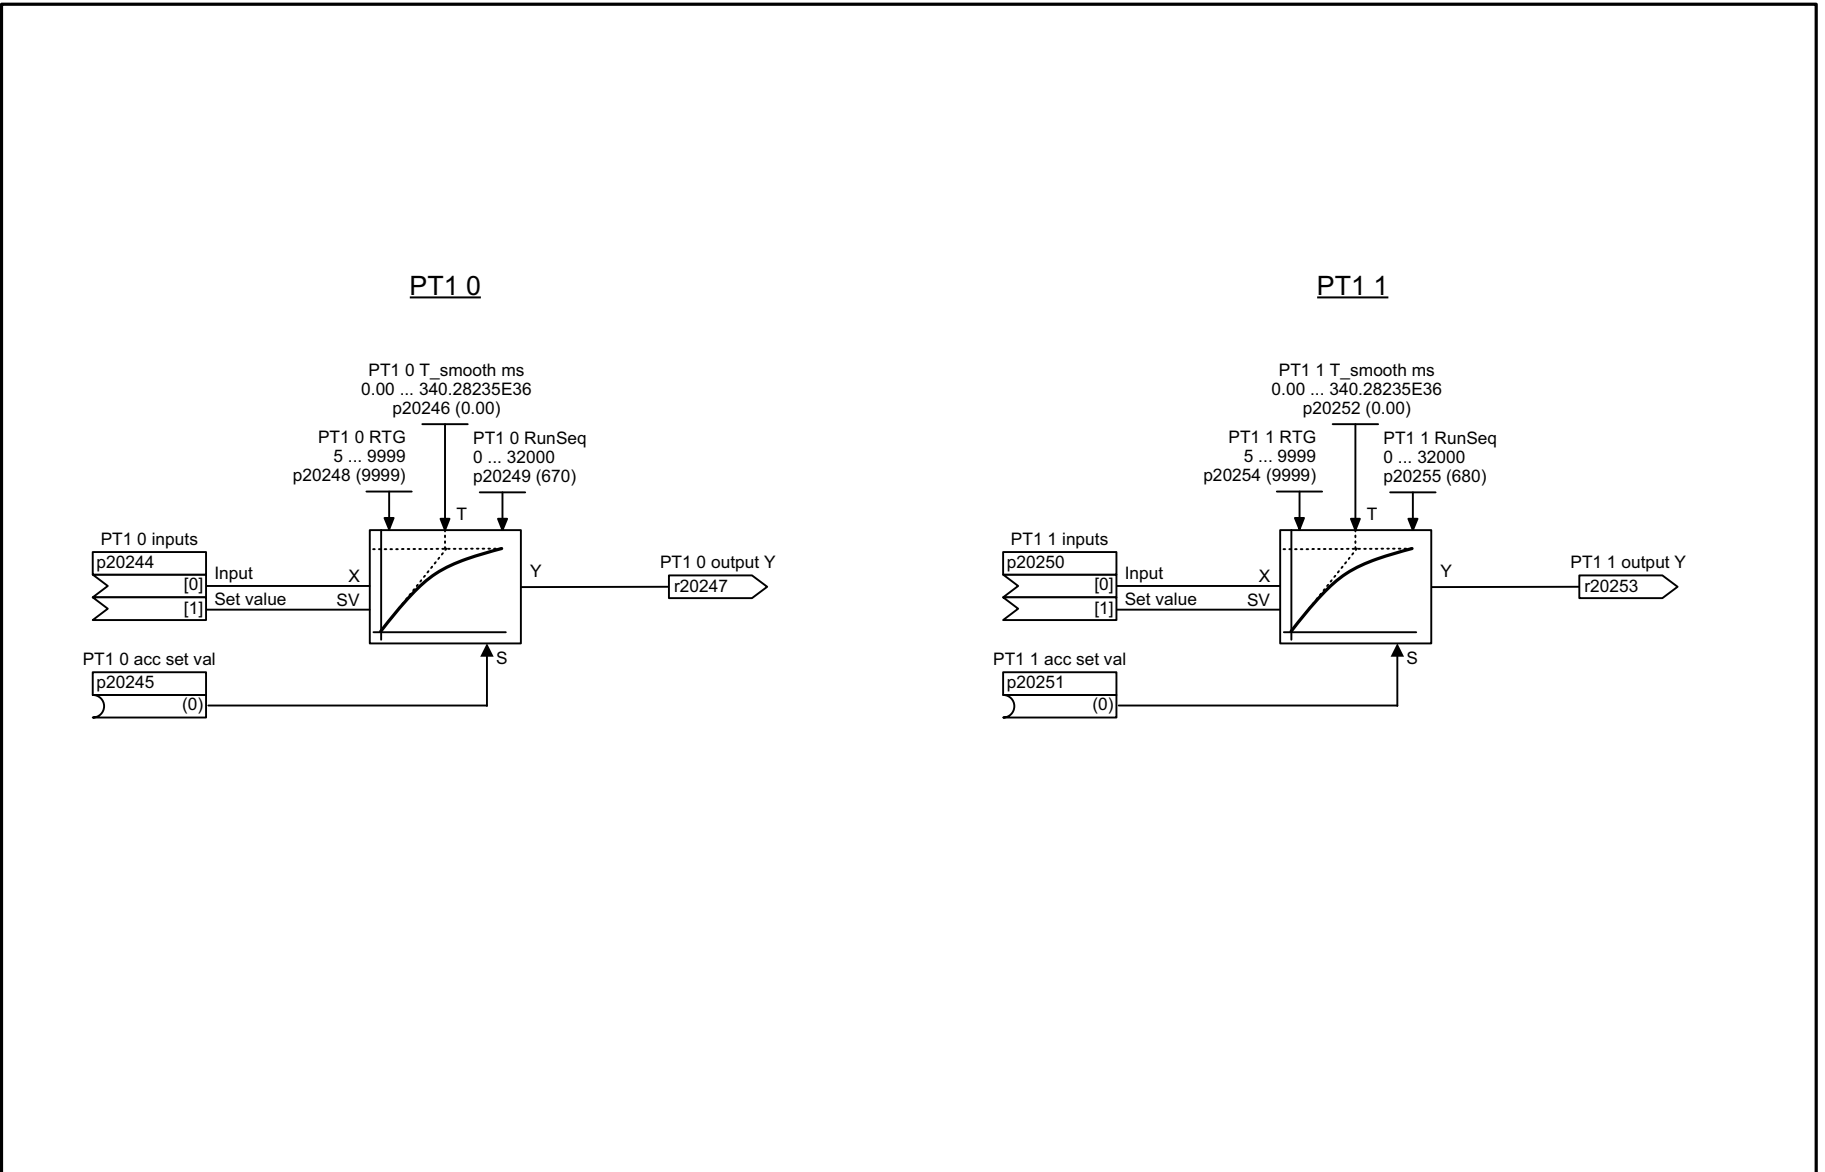 PT1 0
PT1 0 T_smooth ms
0.00 ... 340.28235E36
p20246 (0.00)
PT1 0 RTG
5 ... 9999
p20248 (9999)
PT1 0 RunSeq
0 ... 32000
p20249 (670)
T
PT1 0 inputs
p20244
[0]
Input
X
[1]
Set value
SV
Y
PT1 0 output Y
r20247
PT1 0 acc set val
p20245
(0)
S
PT1 1
PT1 1 T_smooth ms
0.00 ... 340.28235E36
p20252 (0.00)
PT1 1 RTG
5 ... 9999
p20254 (9999)
PT1 1 RunSeq
0 ... 32000
p20255 (680)
T
PT1 1 inputs
p20250
[0]
Input
X
[1]
Set value
SV
Y
PT1 1 output Y
r20253
PT1 1 acc set val
p20251
(0)
S